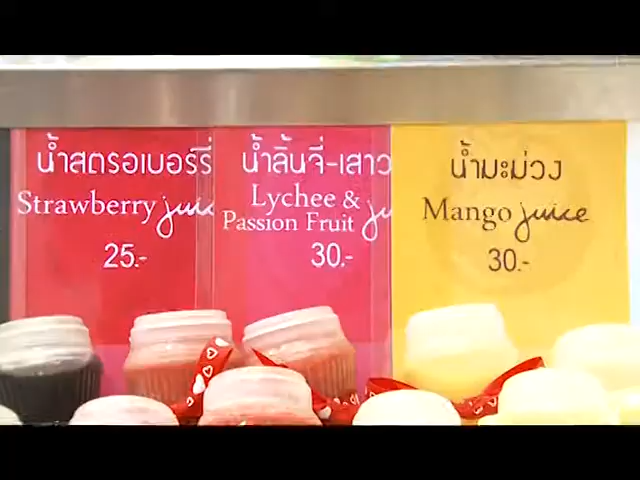 น้ำสตรอเบอร์รี่
Strawberry juice
25.-
น้ำลิ้นจี่-เสาว
Lychee &
Passion Fruit ju
30.-
น้ำมะม่วง
Mango juice
30.-